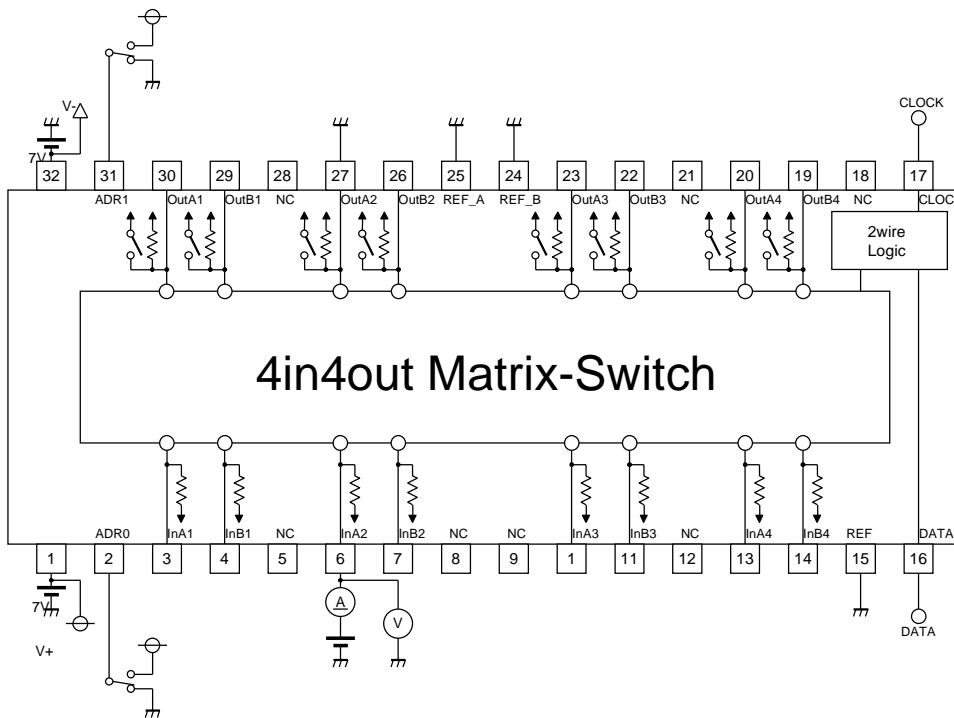 CLOCK
V-
7V
32 31 30 29 28 27 26 25 24 23 22 21 20 19 18 17
ADR1 OutA1 OutB1 NC OutA2 OutB2 REF_A REF_B OutA3 OutB3 NC OutA4 OutB4 NC CLOC
2wire
Logic
4in4out Matrix-Switch
ADR0 InA1 InB1 NC InA2 InB2 NC NC InA3 InB3 NC InA4 InB4 REF DATA
1 2 3 4 5 6 7 8 9 1 11 12 13 14 15 16
7V
A
V
DATA
V+